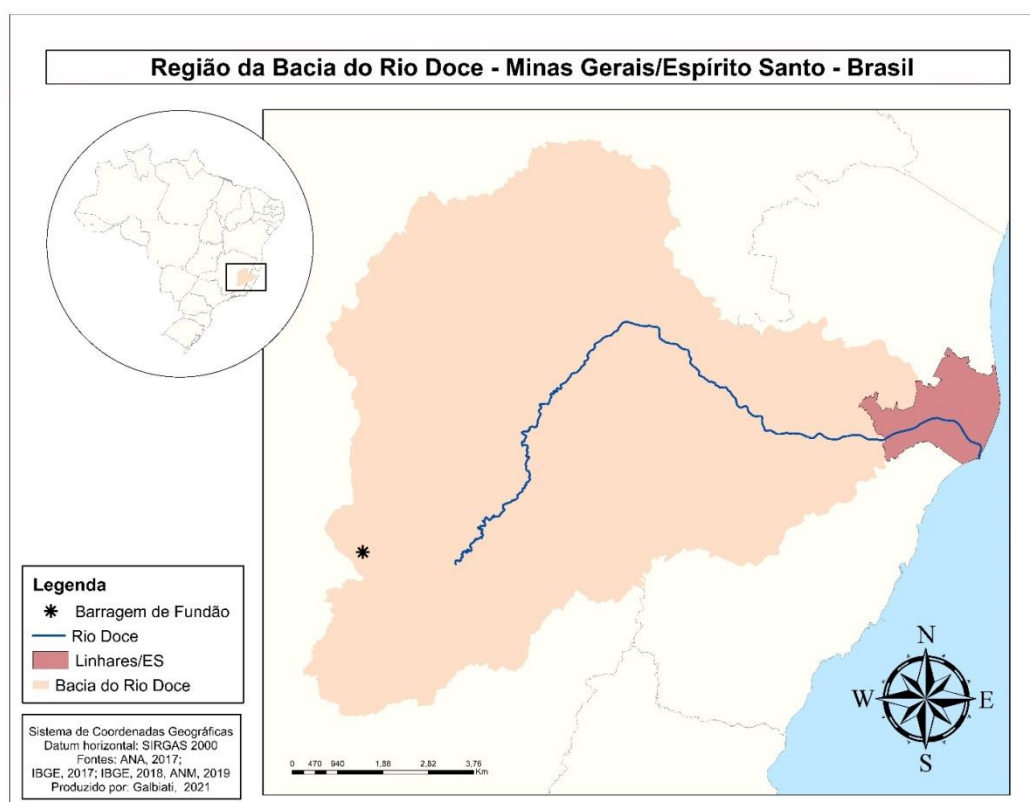 Região da Bacia do Rio Doce - Minas Gerais/Espírito Santo - Brasil
Legenda
Barragem de Fundão
Rio Doce
Linhares/ES
Bacia do Rio Doce
Sistema de Coordenadas Geográficas
Datum horizontal: SIRGAS 2000
Fontes: ANA, 2017;
IBGE, 2017; IBGE, 2018, ANM, 2019
Produzido por: Galbiati, 2021
0 470 940 1,88 2,82 3,76
Km
N
W E
S